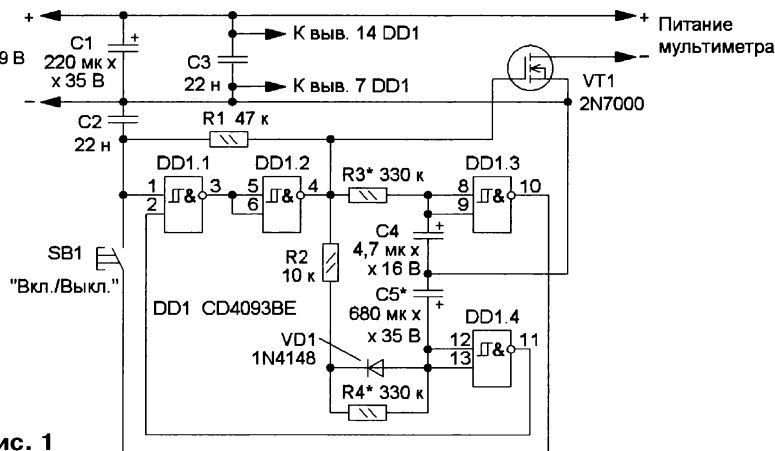 +
+
9 В
C1
+
220 мк х
х 35 В
C3
22 н
К выв. 14 DD1
К выв. 7 DD1
Питание
мультиметра
−
−
VT1
2N7000
C2
22 н
R1 47 к
DD1.1
DD1.2
R3* 330 к
DD1.3
1
2
&
3
5
6
&
4
8
9
&
10
C4
+
4,7 мк х
х 16 В
SB1
"Вкл./Выкл."
R2
10 к
C5*
+
680 мк х
х 35 В
DD1 CD4093BE
DD1.4
VD1
1N4148
12
13
&
11
R4* 330 к
ис. 1